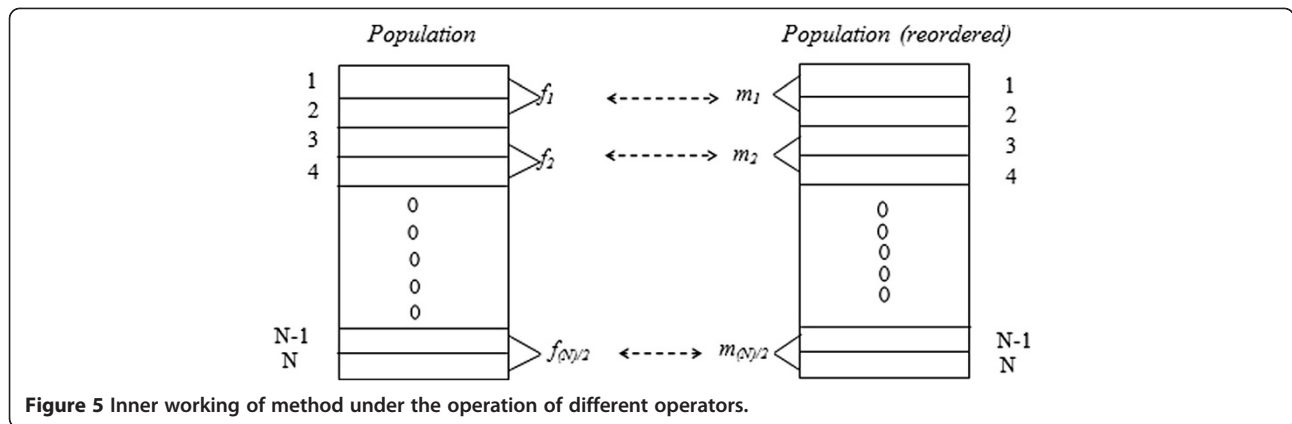 Population
Population (reordered)
1
2
3
4
0
0
0
0
0
N-1
N
f1
f2
f(N)/2
m1
m2
m(N)/2
1
2
3
4
0
0
0
0
0
N-1
N
Figure 5 Inner working of method under the operation of different operators.